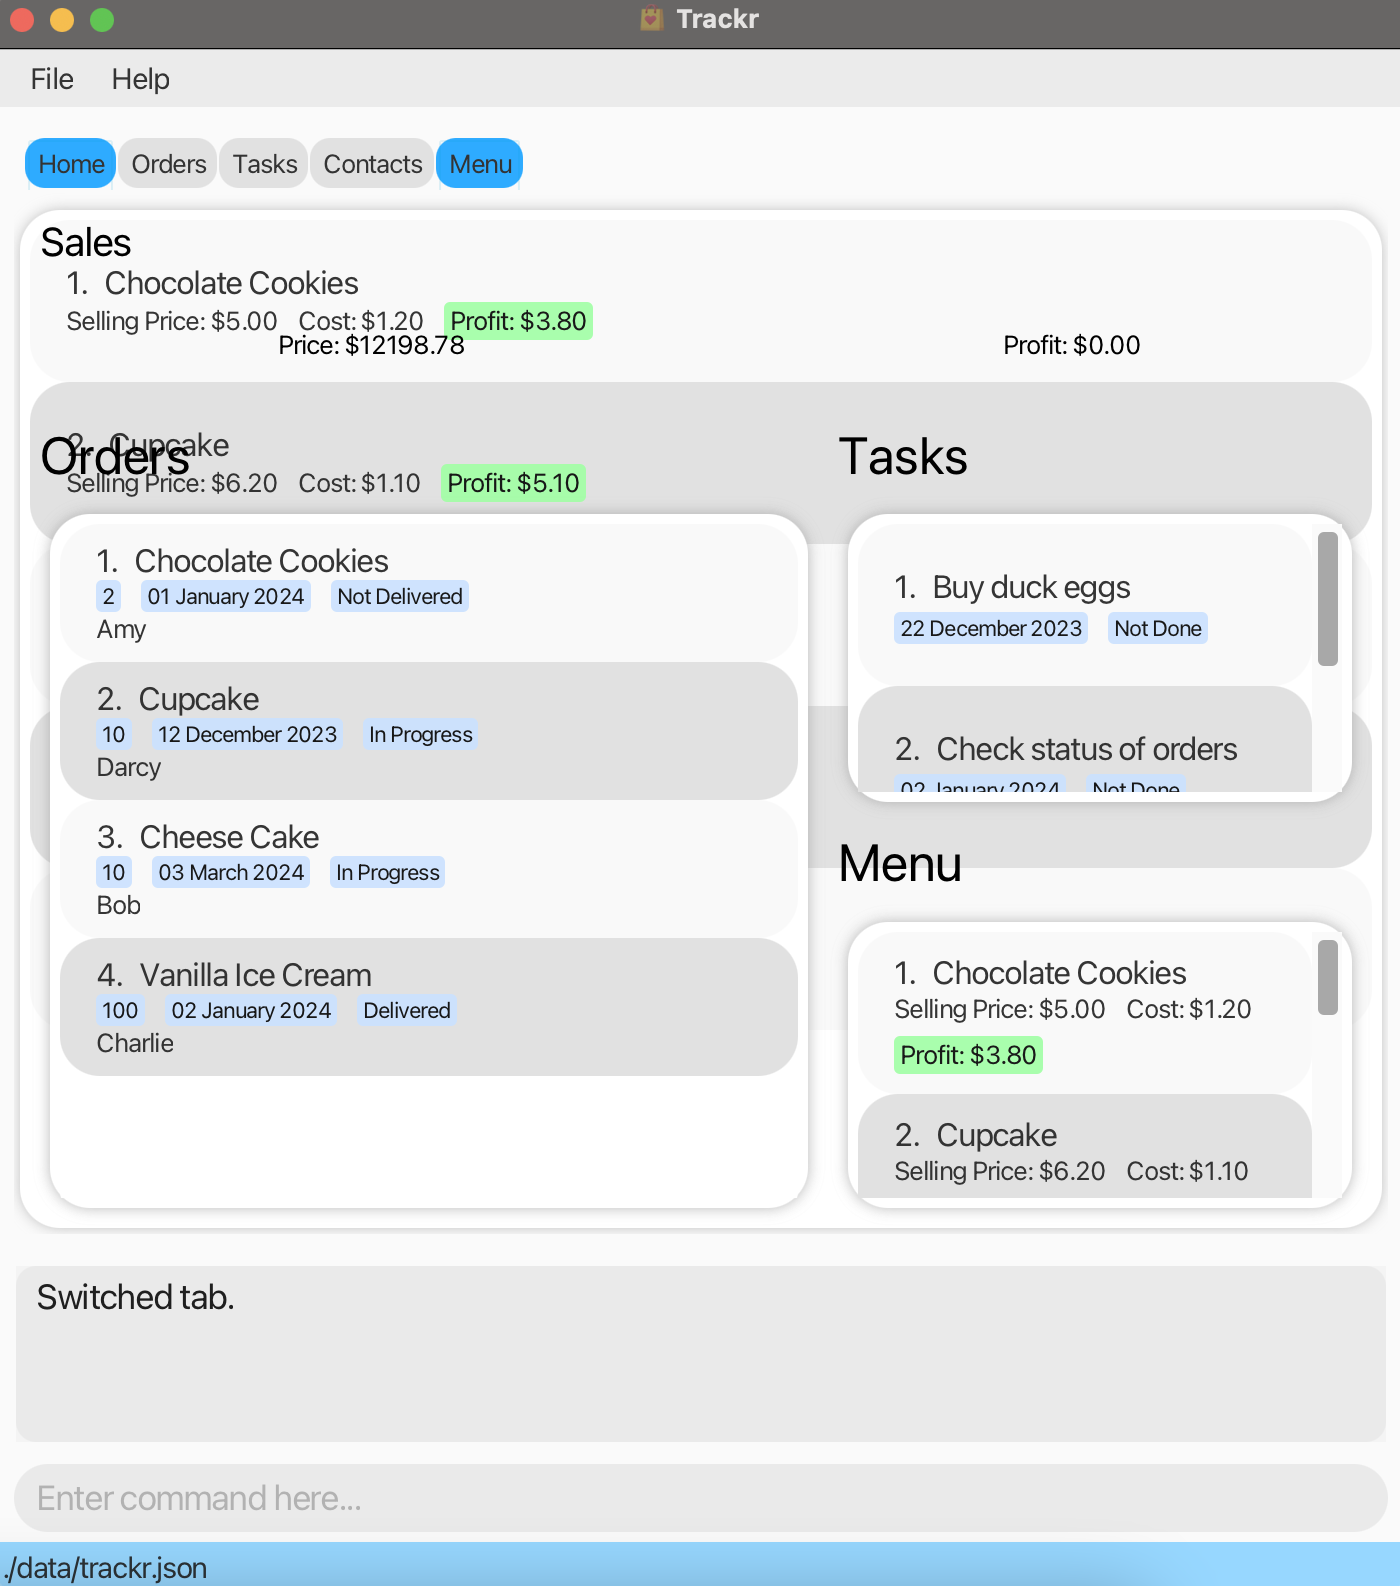 Trackr
File Help
Home Orders Tasks Contacts Menu
Sales
1. Chocolate Cookies
Selling Price: $5.00 Cost: $1.20 Profit: $3.80
Price: $12198.78 Profit: $0.00
2. Cupcake
Orders
Selling Price: $6.20 Cost: $1.10 Profit: $5.10
1. Chocolate Cookies
2 01 January 2024 Not Delivered
Amy
2. Cupcake
10 12 December 2023 In Progress
Darcy
3. Cheese Cake
10 03 March 2024 In Progress
Bob
4. Vanilla Ice Cream
100 02 January 2024 Delivered
Charlie
Tasks
1. Buy duck eggs
22 December 2023 Not Done
2. Check status of orders
02 January 2024 Not Done
Menu
1. Chocolate Cookies
Selling Price: $5.00 Cost: $1.20
Profit: $3.80
2. Cupcake
Selling Price: $6.20 Cost: $1.10
Switched tab.
Enter command here...
./data/trackr.json